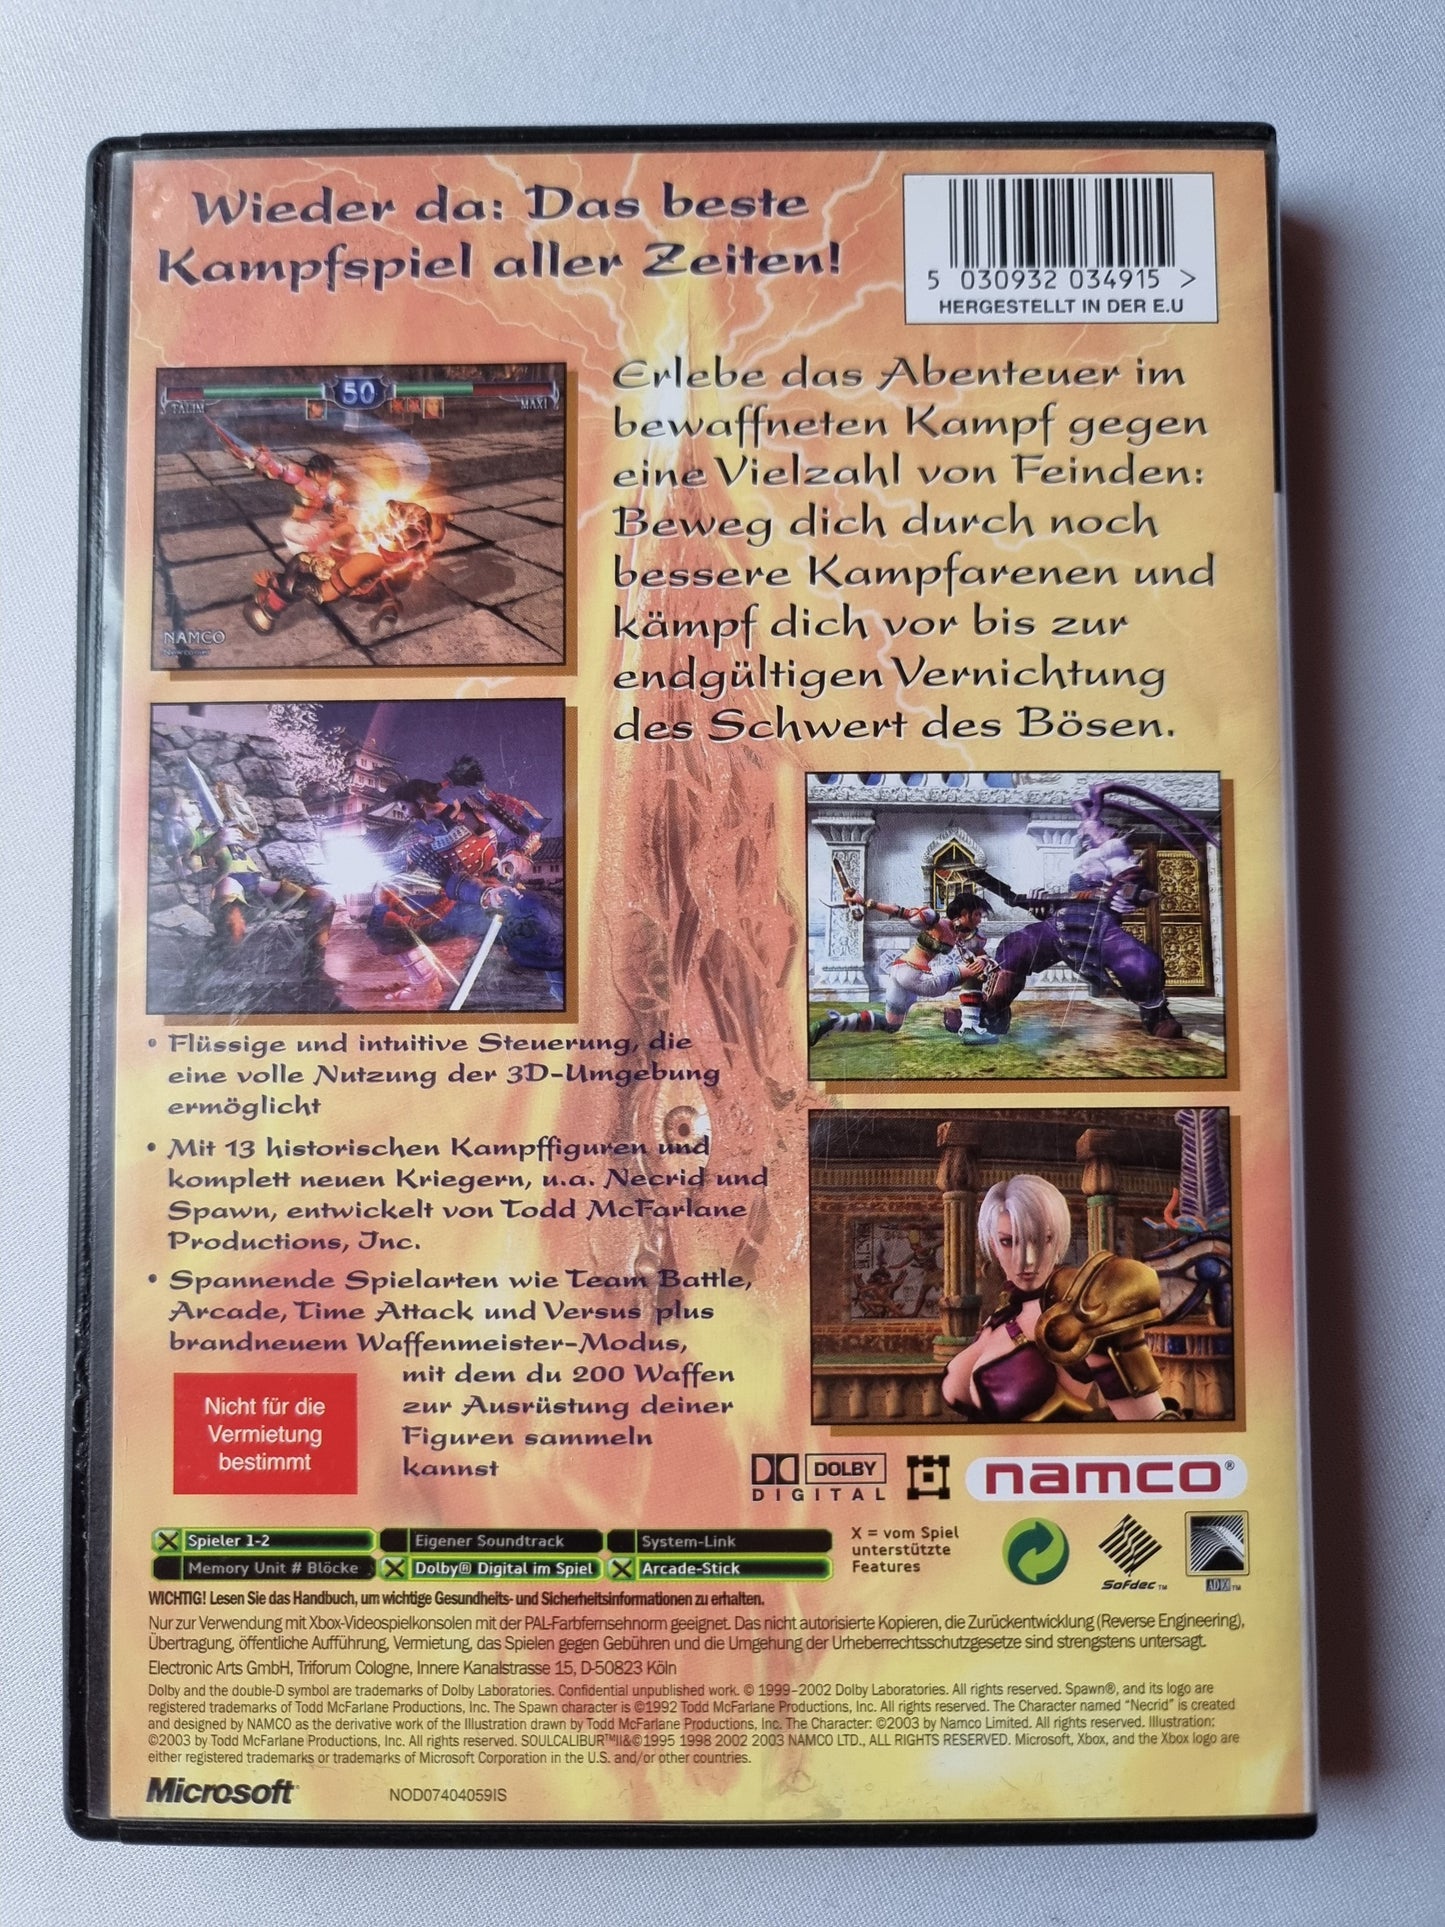 Wieder da: Das beste
Kampfspiel aller Zeiten!
5 030932 034915 >
HERGESTELLT IN DER E.U
50
TALIM
MAXI
NAMCO
Erlebe das Abenteuer im
bewaffneten Kampf gegen
eine Vielzahl von Feinden:
Beweg dich durch noch
bessere Kampfarenen und
kämpf dich vor bis zur
endgültigen Vernichtung
des Schwert des Bösen.
• Flüssige und intuitive Steuerung, die
eine volle Nutzung der 3D-Umgebung
ermöglicht
• Mit 13 historischen Kampffiguren und
komplett neuen Kriegern, u.a. Necrid und
Spawn, entwickelt von Todd McFarlane
Productions, Inc.
• Spannende Spielarten wie Team Battle,
Arcade, Time Attack und Versus plus
brandneuem Waffenmeister-Modus,
mit dem du 200 Waffen
zur Ausrüstung deiner
Figuren sammeln
kannst
Nicht für die
Vermietung
bestimmt
DOLBY
DIGITAL
namco®
Spieler 1-2
Eigener Soundtrack
System-Link
Memory Unit # Blöcke
Dolby® Digital im Spiel
Arcade-Stick
X = vom Spiel
unterstützte
Features
Sofdec™
ADX™
WICHTIG! Lesen Sie das Handbuch, um wichtige Gesundheits- und Sicherheitsinformationen zu erhalten.
Nur zur Verwendung mit Xbox-Videospielkonsolen mit der PAL-Farbfernsehnorm geeignet. Das nicht autorisierte Kopieren, die Zurückentwicklung (Reverse Engineering),
Übertragung, öffentliche Aufführung, Vermietung, das Spielen gegen Gebühren und die Umgehung der Urheberrechtsschutzgesetze sind strengstens untersagt.
Electronic Arts GmbH, Triforum Cologne, Innere Kanalstrasse 15, D-50823 Köln
Dolby and the double-D symbol are trademarks of Dolby Laboratories. Confidential unpublished work. © 1999–2002 Dolby Laboratories. All rights reserved. Spawn®, and its logo are
registered trademarks of Todd McFarlane Productions, Inc. The Spawn character is ©1992 Todd McFarlane Productions, Inc. All rights reserved. The Character named “Necrid” is created
and designed by NAMCO as the derivative work of the Illustration drawn by Todd McFarlane Productions, Inc. The Character: ©2003 by Namco Limited. All rights reserved. Illustration:
©2003 by Todd McFarlane Productions, Inc. All rights reserved. SOULCALIBUR™II&©1995 1998 2002 2003 NAMCO LTD., ALL RIGHTS RESERVED. Microsoft, Xbox, and the Xbox logo are
either registered trademarks or trademarks of Microsoft Corporation in the U.S. and/or other countries.
Microsoft
NOD07404059IS